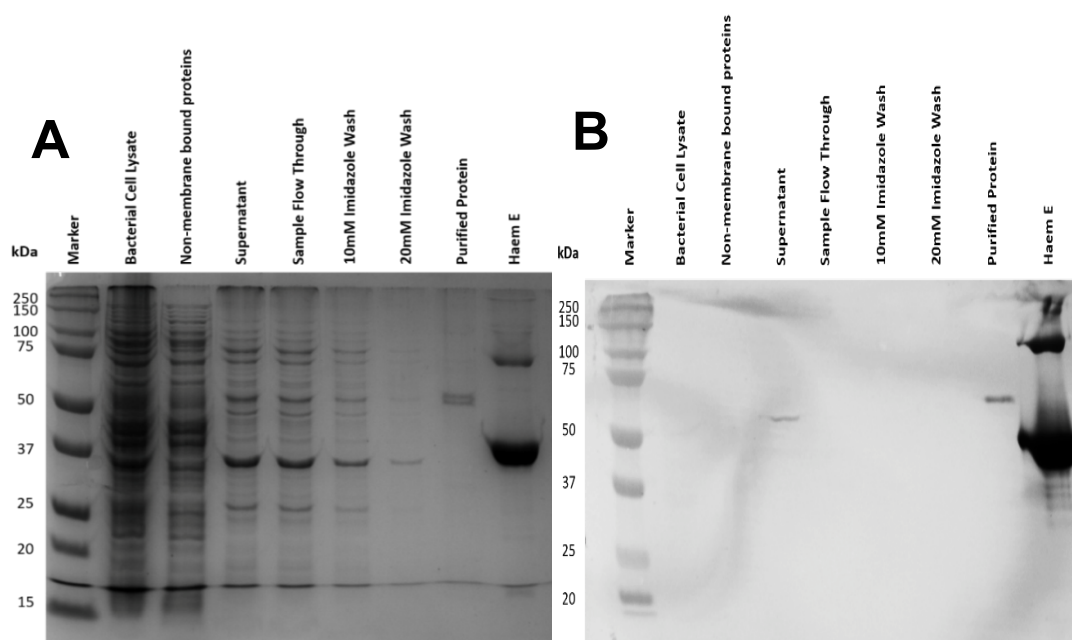 A
kDa
Marker
Bacterial Cell Lysate
Non-membrane bound proteins
Supernatant
Sample Flow Through
10mM Imidazole Wash
20mM Imidazole Wash
Purified Protein
Haem E
250
150
100
75
50
37
25
20
15
B
kDa
Marker
Bacterial Cell Lysate
Non-membrane bound proteins
Supernatant
Sample Flow Through
10mM Imidazole Wash
20mM Imidazole Wash
Purified Protein
Haem E
250
150
100
75
50
37
25
20